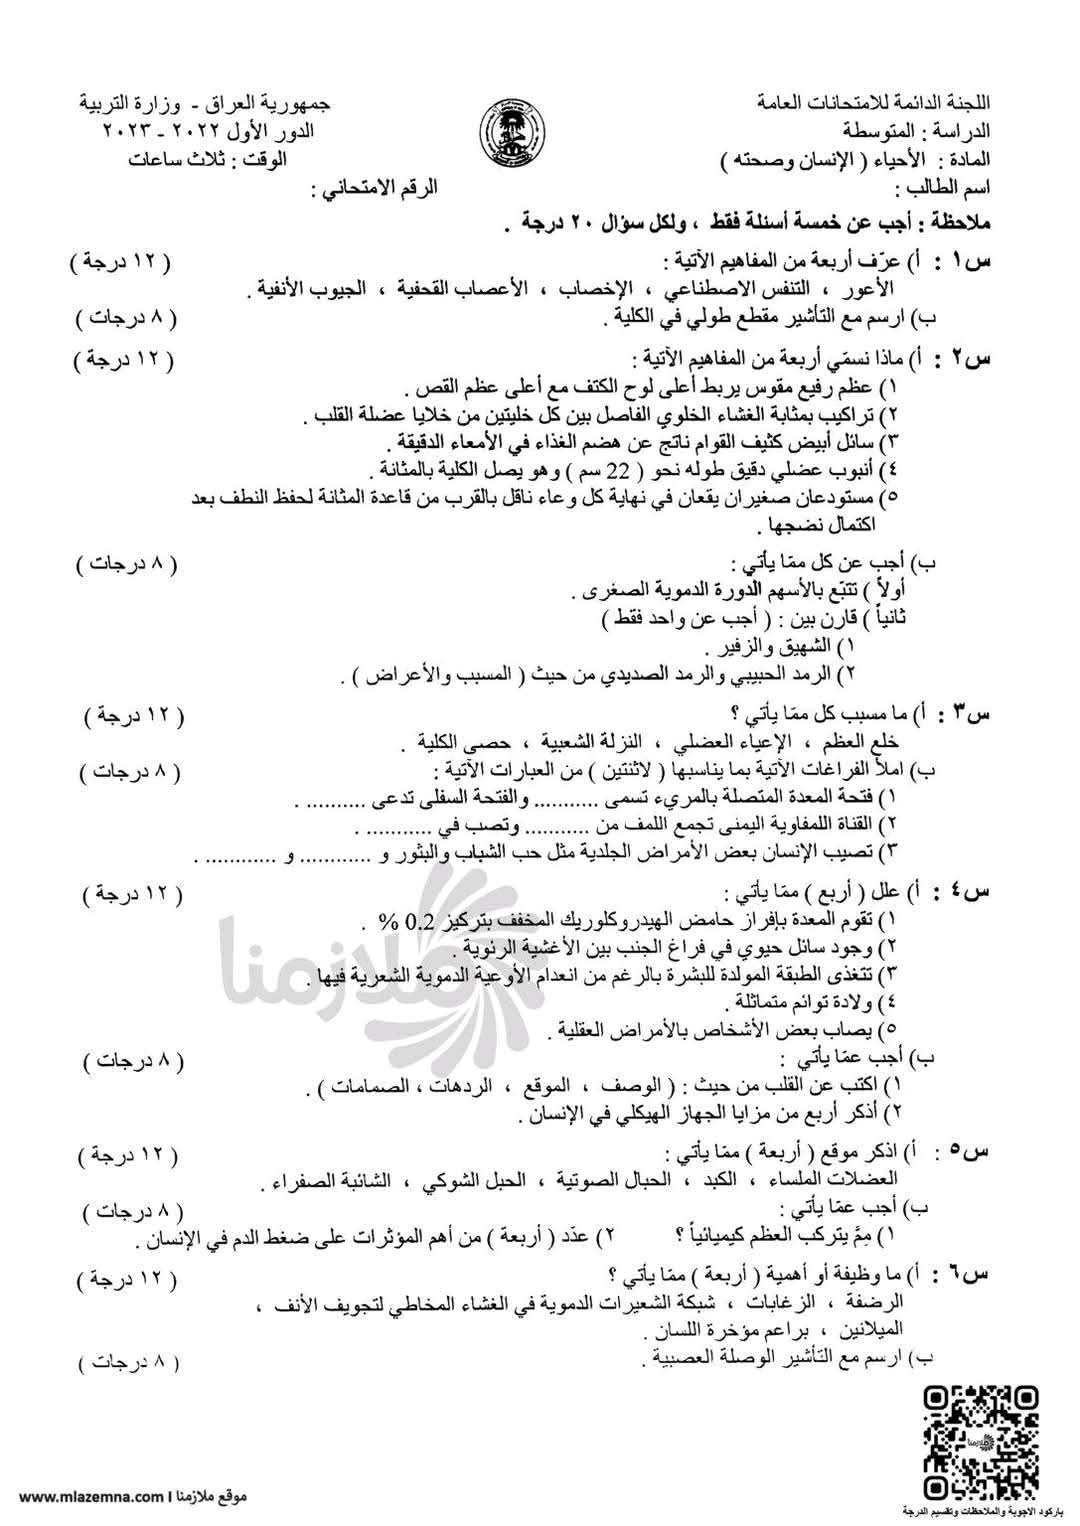 اللجنة الدائمة للامتحانات العامة
الدراسة : المتوسطة
المادة : الأحياء ( الإنسان وصحته )
اسم الطالب :
جمهورية العراق - وزارة التربية
الدور الأول ٢٠٢٢ - ٢٠٢٣
الوقت : ثلاث ساعات
الرقم الامتحاني :
ملاحظة : أجب عن خمسة أسئلة فقط ، ولكل سؤال ٢٠ درجة .
س١ : أ) عرّف أربعة من المفاهيم الآتية : ( ١٢ درجة )
الأعور ، التنفس الاصطناعي ، الإخصاب ، الأعصاب القحفية ، الجيوب الأنفية .
ب) ارسم مع التأشير مقطع طولي في الكلية . ( ٨ درجات )
س٢ : أ) ماذا نسمّي أربعة من المفاهيم الآتية : ( ١٢ درجة )
١) عظم رفيع مقوس يربط أعلى لوح الكتف مع أعلى عظم القص .
٢) تراكيب بمثابة الغشاء الخلوي الفاصل بين كل خليتين من خلايا عضلة القلب .
٣) سائل أبيض كثيف القوام ناتج عن هضم الغذاء في الأمعاء الدقيقة .
٤) أنبوب عضلي دقيق طوله نحو ( 22 سم ) وهو يصل الكلية بالمثانة .
٥) مستودعان صغيران يقعان في نهاية كل وعاء ناقل بالقرب من قاعدة المثانة لحفظ النطف بعد
اكتمال نضجها .
ب) أجب عن كل ممّا يأتي : ( ٨ درجات )
أولاً ) تتبّع بالأسهم الدورة الدموية الصغرى .
ثانياً ) قارن بين : ( أجب عن واحد فقط )
١) الشهيق والزفير .
٢) الرمد الحبيبي والرمد الصديدي من حيث ( المسبب والأعراض ) .
س٣ : أ) ما مسبب كل ممّا يأتي ؟ ( ١٢ درجة )
خلع العظم ، الإعياء العضلي ، النزلة الشعبية ، حصى الكلية .
ب) املأ الفراغات الآتية بما يناسبها ( لاثنتين ) من العبارات الآتية : ( ٨ درجات )
١) فتحة المعدة المتصلة بالمريء تسمى ........... والفتحة السفلى تدعى .......... .
٢) القناة اللمفاوية اليمنى تجمع اللمف من ........... وتصب في ........... .
٣) تصيب الإنسان بعض الأمراض الجلدية مثل حب الشباب والبثور و ............ و ............ .
س٤ : أ) علل ( أربع ) ممّا يأتي : ( ١٢ درجة )
١) تقوم المعدة بإفراز حامض الهيدروكلوريك المخفف بتركيز 0.2 % .
٢) وجود سائل حيوي في فراغ الجنب بين الأغشية الرئوية .
٣) تتغذى الطبقة المولدة للبشرة بالرغم من انعدام الأوعية الدموية الشعرية فيها .
٤) ولادة توائم متماثلة .
٥) يصاب بعض الأشخاص بالأمراض العقلية .
ب) أجب عمّا يأتي : ( ٨ درجات )
١) اكتب عن القلب من حيث : ( الوصف ، الموقع ، الردهات ، الصمامات ) .
٢) أذكر أربع من مزايا الجهاز الهيكلي في الإنسان .
س٥ : أ) اذكر موقع ( أربعة ) ممّا يأتي : ( ١٢ درجة )
العضلات الملساء ، الكبد ، الحبال الصوتية ، الحبل الشوكي ، الشائبة الصفراء .
ب) أجب عمّا يأتي : ( ٨ درجات )
١) مِمَّ يتركب العظم كيميائياً ؟ ٢) عدّد ( أربعة ) من أهم المؤثرات على ضغط الدم في الإنسان .
س٦ : أ) ما وظيفة أو أهمية ( أربعة ) ممّا يأتي ؟ ( ١٢ درجة )
الرضفة ، الزغابات ، شبكة الشعيرات الدموية في الغشاء المخاطي لتجويف الأنف ،
الميلانين ، براعم مؤخرة اللسان .
ب) ارسم مع التأشير الوصلة العصبية . ( ٨ درجات )
ملازمنا
ملازمنا
باركود الاجوبة والملاحظات وتقسيم الدرجة
موقع ملازمنا | www.mlazemna.com